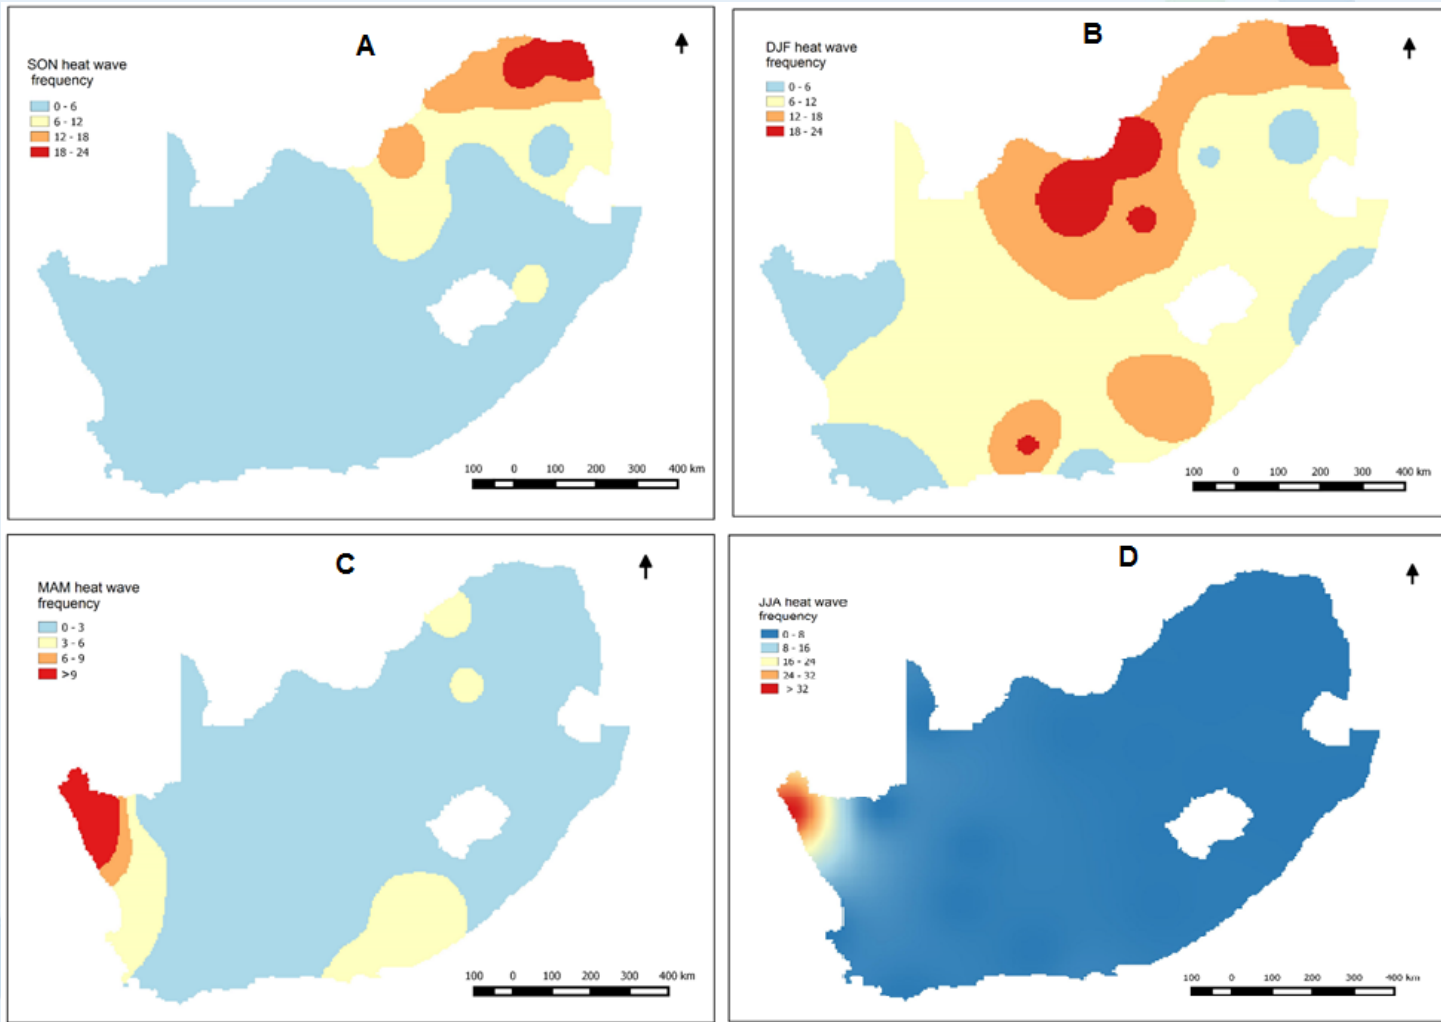 A
SON heat wave
frequency
0 - 6
6 - 12
12 - 18
18 - 24
100 0 100 200 300 400 km
B
DJF heat wave
frequency
0 - 6
6 - 12
12 - 18
18 - 24
100 0 100 200 300 400 km
C
MAM heat wave
frequency
0 - 3
3 - 6
6 - 9
>9
100 0 100 200 300 400 km
D
JJA heat wave
frequency
0 - 8
8 - 16
16 - 24
24 - 32
> 32
100 0 100 200 300 400 km